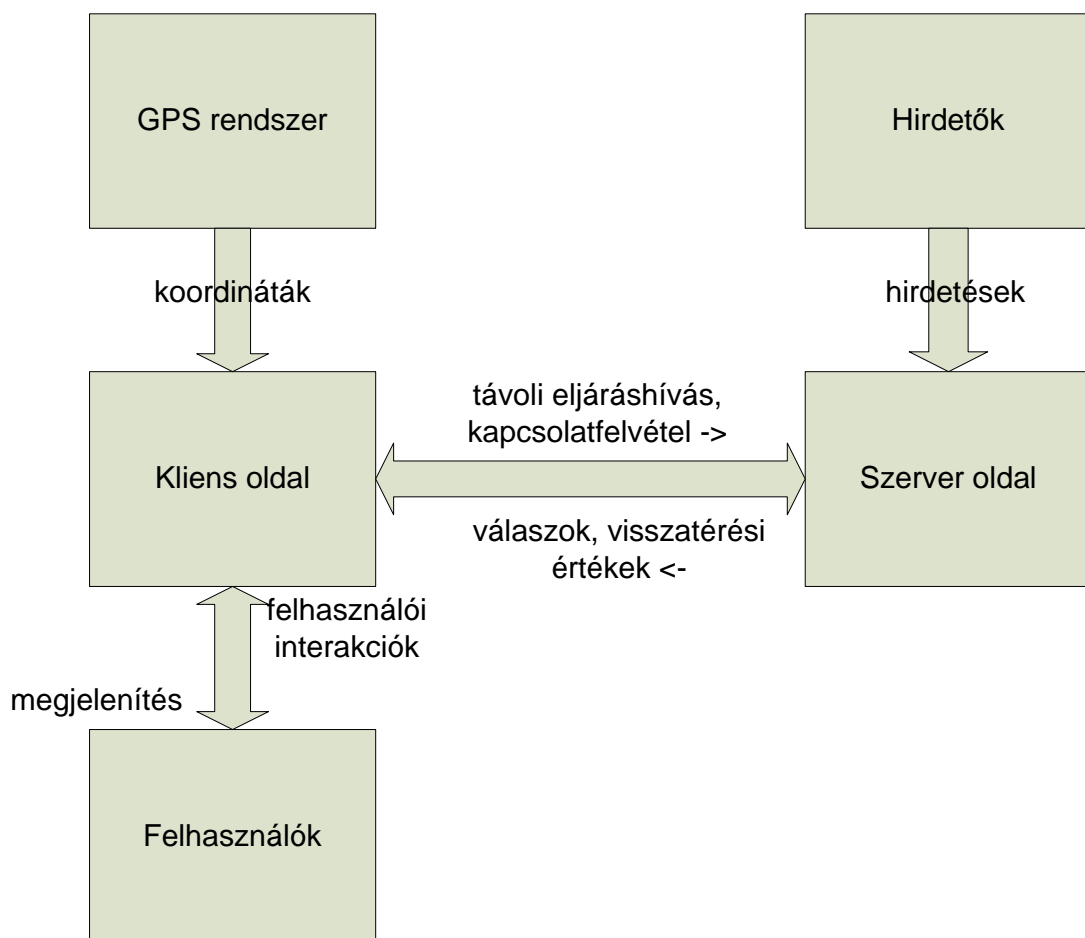 GPS rendszer
Hirdetők
koordináták
hirdetések
távoli eljáráshívás,
kapcsolatfelvétel ->
Kliens oldal
Szerver oldal
válaszok, visszatérési
értékek <-
felhasználói
interakciók
megjelenítés
Felhasználók